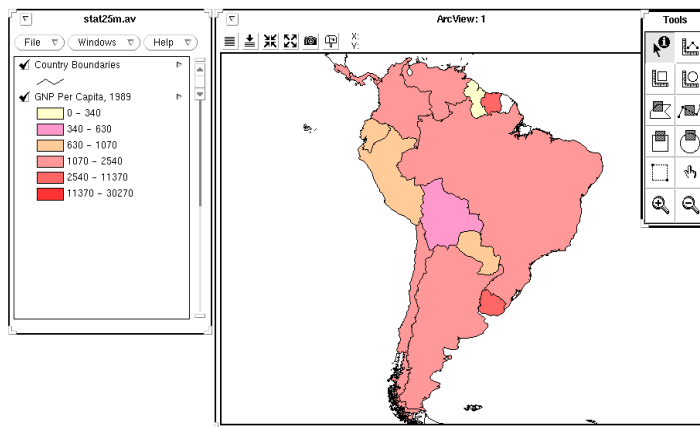 stat25m.av
File Windows Help
Country Boundaries
GNP Per Capita, 1989
0 - 340
340 - 630
630 - 1070
1070 - 2540
2540 - 11370
11370 - 30270
ArcView: 1
X:
Y:
Tools